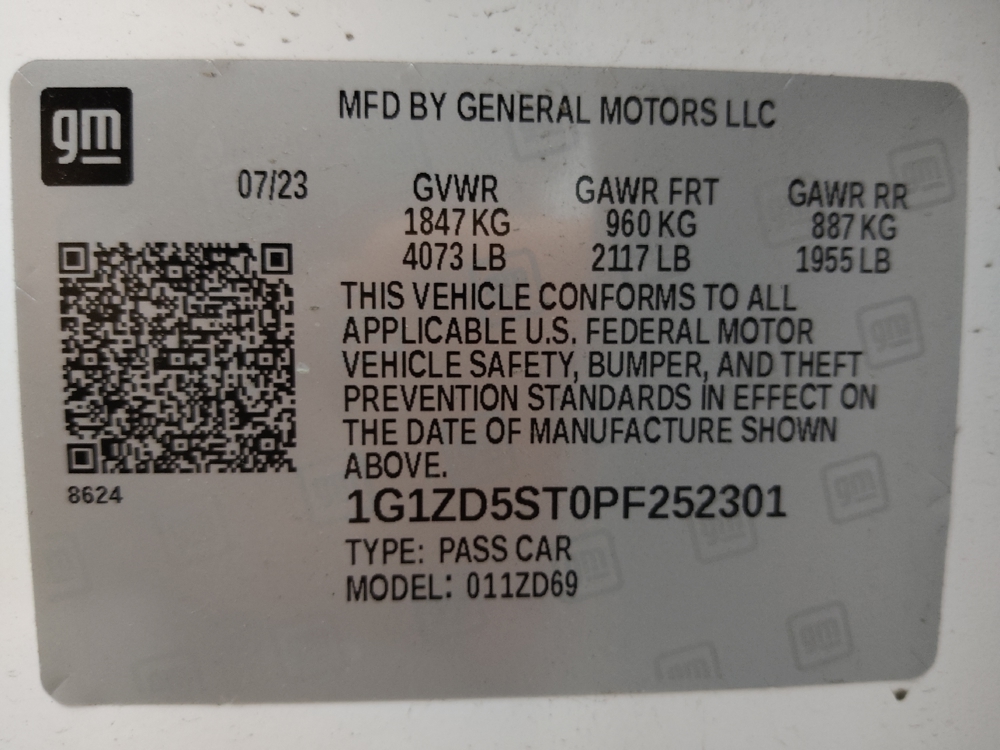 gm
MFD BY GENERAL MOTORS LLC
07/23 GVWR GAWR FRT GAWR RR
1847 KG 960 KG 887 KG
4073 LB 2117 LB 1955 LB
THIS VEHICLE CONFORMS TO ALL
APPLICABLE U.S. FEDERAL MOTOR
VEHICLE SAFETY, BUMPER, AND THEFT
PREVENTION STANDARDS IN EFFECT ON
THE DATE OF MANUFACTURE SHOWN
ABOVE.
8624
1G1ZD5ST0PF252301
TYPE: PASS CAR
MODEL: 011ZD69